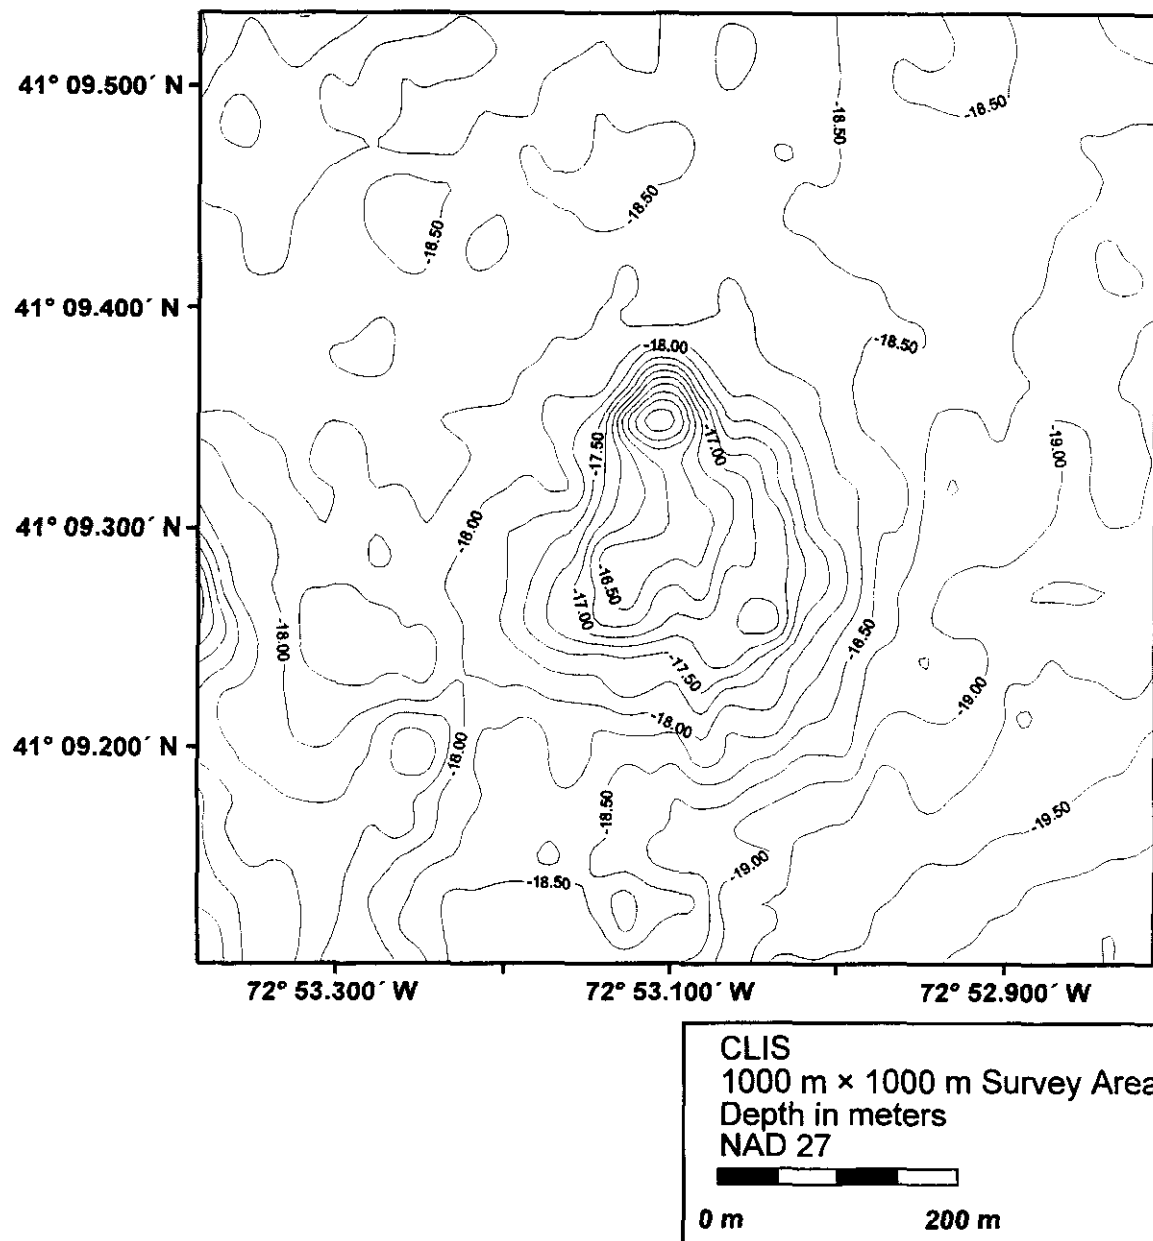 41° 09.500´ N
-18.50
-18.50
-18.50
-18.50
41° 09.400´ N
-18.00
-18.50
-17.50
-17.00
-19.00
41° 09.300´ N
-18.00
-16.50
-17.00
-18.00
-18.50
-17.50
-19.00
-18.00
41° 09.200´ N
-18.00
-18.50
-19.50
-19.00
-18.50
72° 53.300´ W
72° 53.100´ W
72° 52.900´ W
CLIS
1000 m × 1000 m Survey Area
Depth in meters
NAD 27
0 m
200 m